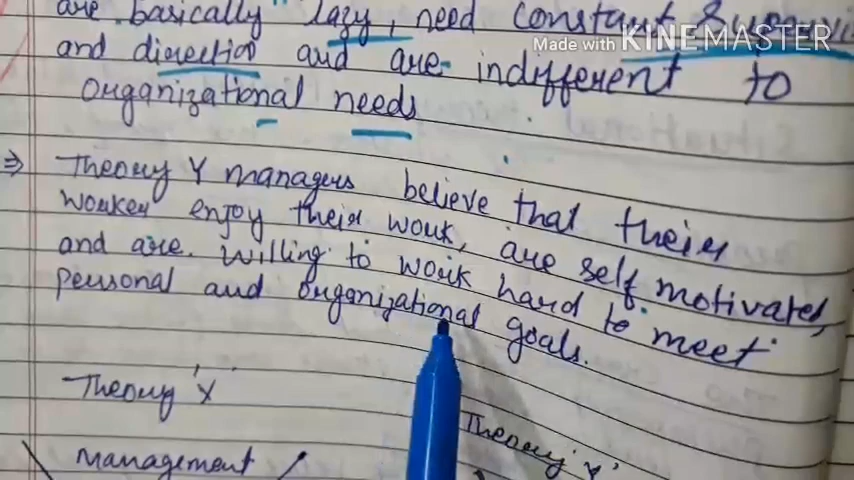 are basically lazy, need constant
Made with KINEMASTER
and direction and are indifferent to
organizational needs
⇒ Theory Y managers believe that their
worker enjoy their work, are self motivated,
and are willing to work hard to meet
personal and organizational goals.
Theory 'X
Theory 'Y'
management